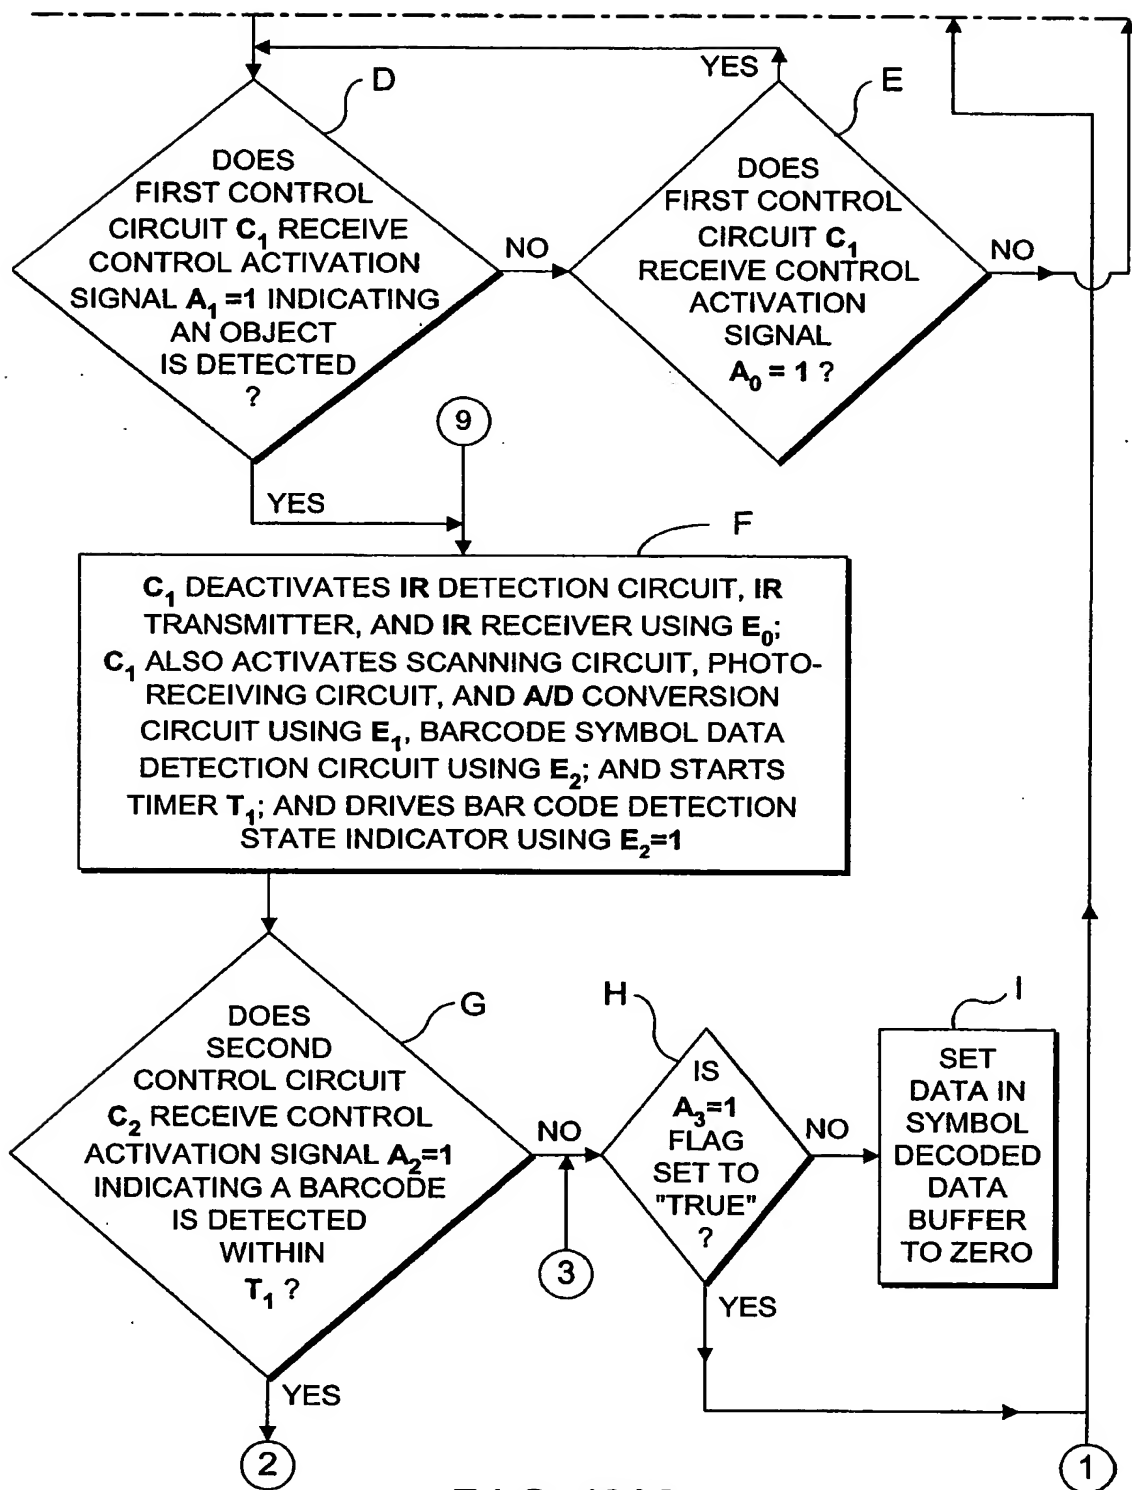 YES
D
E
DOES
FIRST CONTROL
CIRCUIT C1 RECEIVE
CONTROL ACTIVATION
SIGNAL A1 =1 INDICATING
AN OBJECT
IS DETECTED
?
NO
DOES
FIRST CONTROL
CIRCUIT C1
RECEIVE CONTROL
ACTIVATION
SIGNAL
A0 = 1 ?
NO
9
YES
F
C1 DEACTIVATES IR DETECTION CIRCUIT, IR
TRANSMITTER, AND IR RECEIVER USING E0;
C1 ALSO ACTIVATES SCANNING CIRCUIT, PHOTO-
RECEIVING CIRCUIT, AND A/D CONVERSION
CIRCUIT USING E1, BARCODE SYMBOL DATA
DETECTION CIRCUIT USING E2; AND STARTS
TIMER T1; AND DRIVES BAR CODE DETECTION
STATE INDICATOR USING E2=1
G
DOES
SECOND
CONTROL CIRCUIT
C2 RECEIVE CONTROL
ACTIVATION SIGNAL A2=1
INDICATING A BARCODE
IS DETECTED
WITHIN
T1 ?
NO
3
H
IS
A3=1
FLAG
SET TO
"TRUE"
?
NO
I
SET
DATA IN
SYMBOL
DECODED
DATA
BUFFER
TO ZERO
YES
YES
2
1